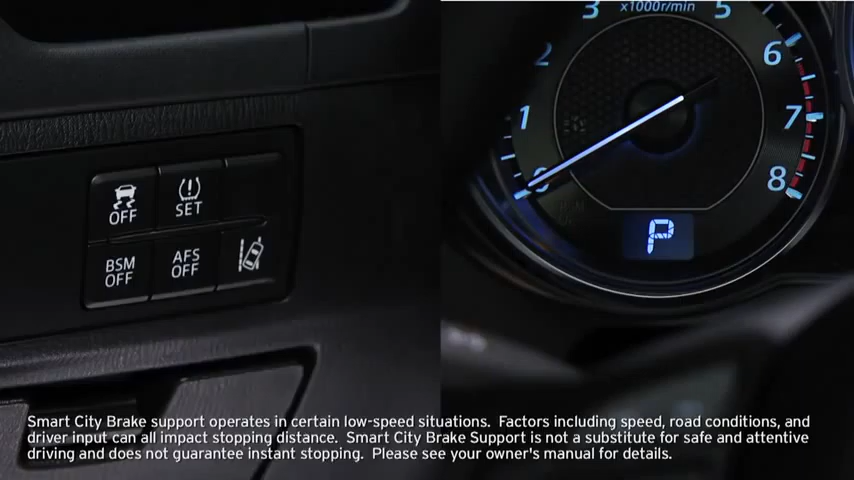 OFF
SET
BSM
OFF
AFS
OFF
x1000r/min
0
1
2
3
5
6
7
8
P
Smart City Brake support operates in certain low-speed situations. Factors including speed, road conditions, and
driver input can all impact stopping distance. Smart City Brake Support is not a substitute for safe and attentive
driving and does not guarantee instant stopping. Please see your owner's manual for details.